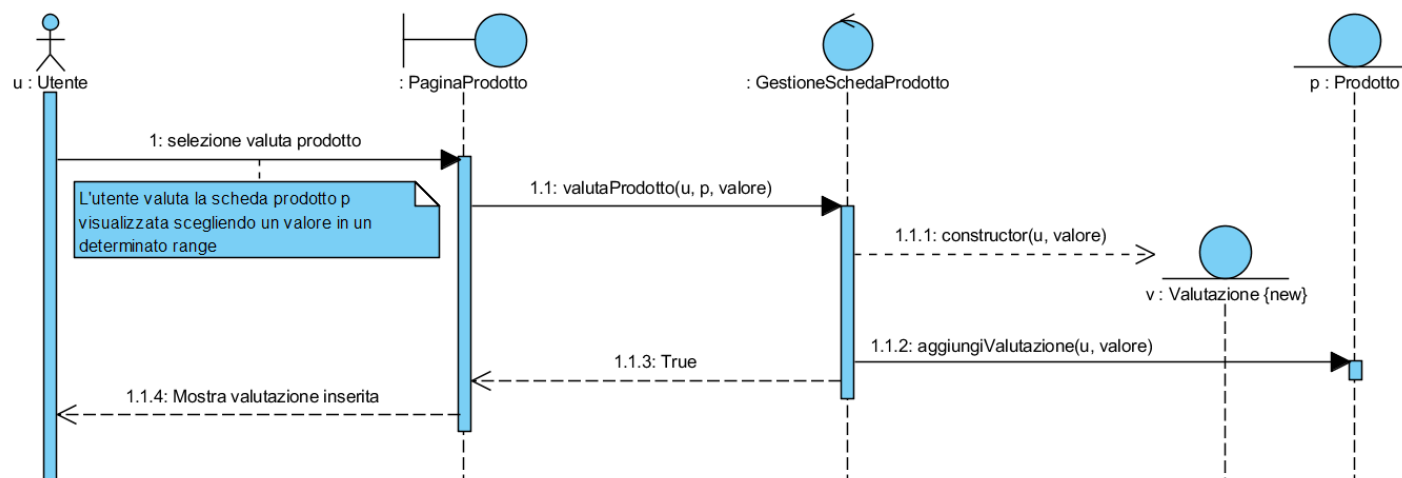 u : Utente
: PaginaProdotto
: GestioneSchedaProdotto
p : Prodotto
1: selezione valuta prodotto
L'utente valuta la scheda prodotto p
visualizzata scegliendo un valore in un
determinato range
1.1: valutaProdotto(u, p, valore)
1.1.1: constructor(u, valore)
v : Valutazione {new}
1.1.2: aggiungiValutazione(u, valore)
1.1.3: True
1.1.4: Mostra valutazione inserita